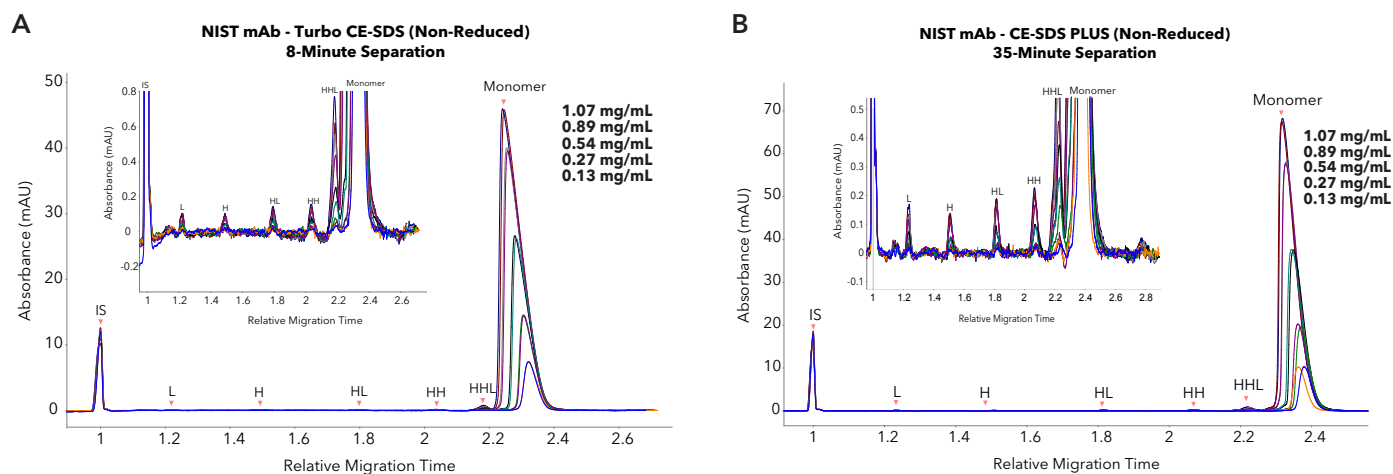 A
NIST mAb - Turbo CE-SDS (Non-Reduced)
8-Minute Separation
50
40
30
20
10
0
Absorbance (mAU)
IS
L
H
HL
HH
HHL
Monomer
1.07 mg/mL
0.89 mg/mL
0.54 mg/mL
0.27 mg/mL
0.13 mg/mL
1
1.2
1.4
1.6
1.8
2
2.2
2.4
2.6
Relative Migration Time
0.8
0.6
0.4
0.2
0
-0.2
Absorbance (mAU)
IS
L
H
HL
HH
HHL
Monomer
1
1.2
1.4
1.6
1.8
2
2.2
2.4
2.6
Relative Migration Time
B
NIST mAb - CE-SDS PLUS (Non-Reduced)
35-Minute Separation
70
60
50
40
30
20
10
0
Absorbance (mAU)
IS
L
H
HL
HH
HHL
Monomer
1.07 mg/mL
0.89 mg/mL
0.54 mg/mL
0.27 mg/mL
0.13 mg/mL
1
1.2
1.4
1.6
1.8
2
2.2
2.4
Relative Migration Time
0.5
0.4
0.3
0.2
0.1
0
-0.1
Absorbance (mAU)
L
H
HL
HH
HHL
Monomer
1
1.2
1.4
1.6
1.8
2
2.2
2.4
2.6
2.8
Relative Migration Time